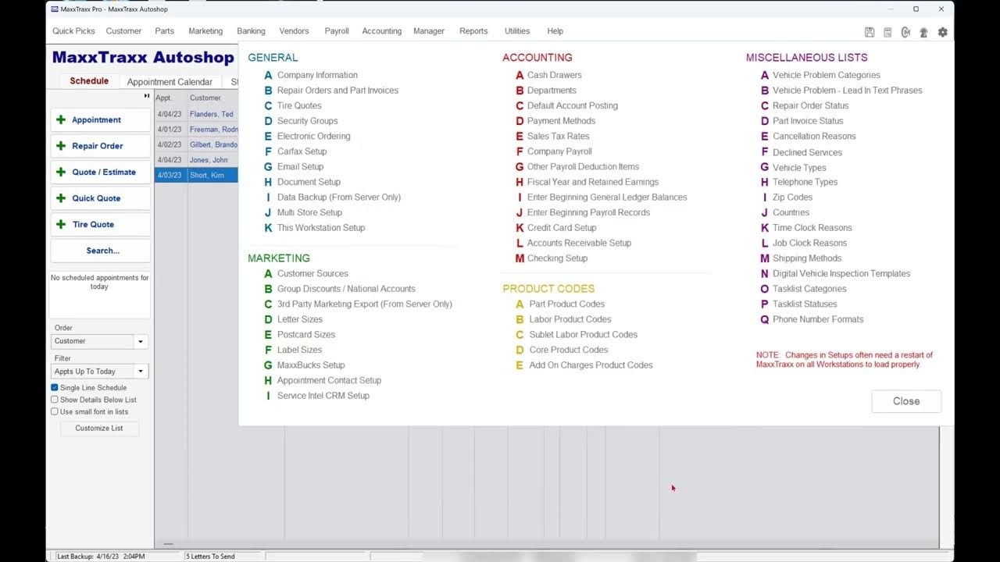 MaxxTraxx Pro - MaxxTraxx Autoshop
Quick Picks Customer Parts Marketing Banking Vendors Payroll Accounting Manager Reports Utilities Help
MaxxTraxx Autoshop
Schedule Appointment Calendar St
Appointment
Repair Order
Quote / Estimate
Quick Quote
Tire Quote
Search...
No scheduled appointments for
today
Order
Customer
Filter
Appts Up To Today
Single Line Schedule
Show Details Below List
Use small font in lists
Customize List
Appt. Customer
4/04/23 Flanders, Ted
4/01/23 Freeman, Rodn
4/02/23 Gilbert, Brando
4/04/23 Jones, John
4/03/23 Short, Kim
GENERAL
A Company Information
B Repair Orders and Part Invoices
C Tire Quotes
D Security Groups
E Electronic Ordering
F Carfax Setup
G Email Setup
H Document Setup
I Data Backup (From Server Only)
J Multi Store Setup
K This Workstation Setup
MARKETING
A Customer Sources
B Group Discounts / National Accounts
C 3rd Party Marketing Export (From Server Only)
D Letter Sizes
E Postcard Sizes
F Label Sizes
G MaxxBucks Setup
H Appointment Contact Setup
I Service Intel CRM Setup
ACCOUNTING
A Cash Drawers
B Departments
C Default Account Posting
D Payment Methods
E Sales Tax Rates
F Company Payroll
G Other Payroll Deduction Items
H Fiscal Year and Retained Earnings
I Enter Beginning General Ledger Balances
J Enter Beginning Payroll Records
K Credit Card Setup
L Accounts Receivable Setup
M Checking Setup
PRODUCT CODES
A Part Product Codes
B Labor Product Codes
C Sublet Labor Product Codes
D Core Product Codes
E Add On Charges Product Codes
MISCELLANEOUS LISTS
A Vehicle Problem Categories
B Vehicle Problem - Lead In Text Phrases
C Repair Order Status
D Part Invoice Status
E Cancellation Reasons
F Declined Services
G Vehicle Types
H Telephone Types
I Zip Codes
J Countries
K Time Clock Reasons
L Job Clock Reasons
M Shipping Methods
N Digital Vehicle Inspection Templates
O Tasklist Categories
P Tasklist Statuses
Q Phone Number Formats
NOTE: Changes in Setups often need a restart of
MaxxTraxx on all Workstations to load properly.
Close
Last Backup: 4/16/23 2:04PM 5 Letters To Send